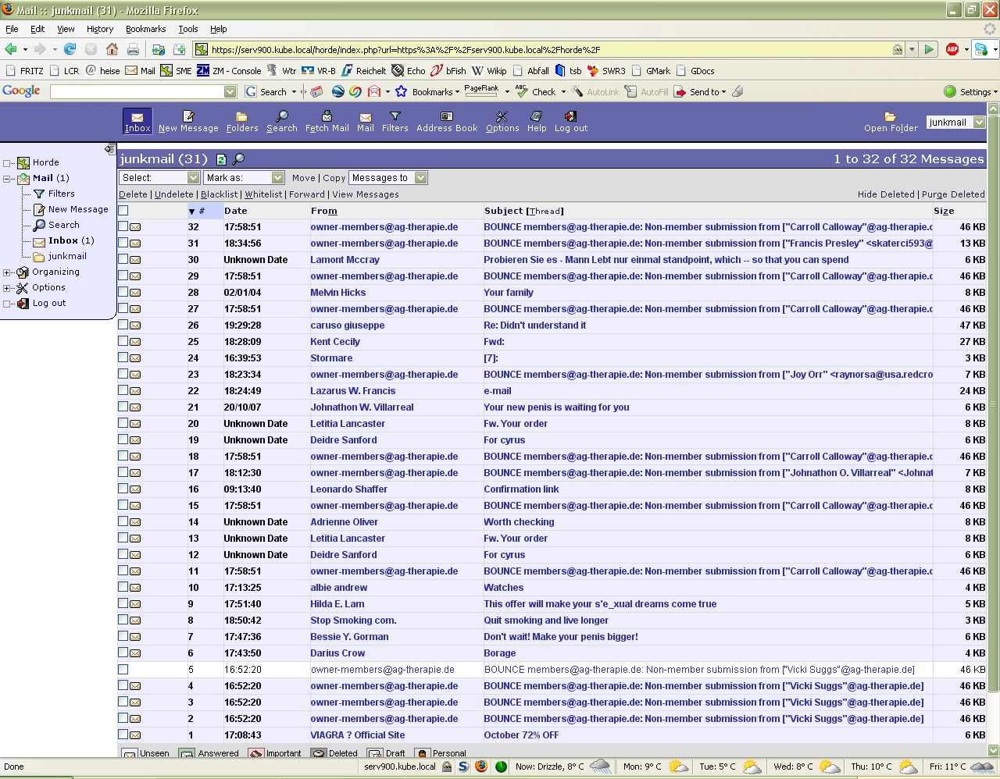 Mail :: junkmail (31) - Mozilla Firefox
File Edit View History Bookmarks Tools Help
https://serv900.kube.local/horde/index.php?url=https%3A%2F%2Fserv900.kube.local%2Fhorde%2F
FRITZ LCR heise Mail SME ZM - Console Wtr VR-B Reichelt Echo bFish Wikip Abfall tsb SWR3 GMark GDocs
Google Search Bookmarks PageRank Check AutoLink AutoFill Send to Settings
Inbox New Message Folders Search Fetch Mail Mail Filters Address Book Options Help Log out Open Folder junkmail
Horde
Mail (1)
Filters
New Message
Search
Inbox (1)
junkmail
Organizing
Options
Log out
junkmail (31) 1 to 32 of 32 Messages
Select: Mark as: Move | Copy Messages to
Delete | Undelete | Blacklist | Whitelist | Forward | View Messages Hide Deleted | Purge Deleted
# Date From Subject [Thread] Size
32 17:58:51 owner-members@ag-therapie.de BOUNCE members@ag-therapie.de: Non-member submission from ["Carroll Calloway"@ag-therapie.d 46 KB
31 18:34:56 owner-members@ag-therapie.de BOUNCE members@ag-therapie.de: Non-member submission from ["Francis Presley" <skaterci593@ 13 KB
30 Unknown Date Lamont Mccray Probieren Sie es - Mann Lebt nur einmal standpoint, which -- so that you can spend 6 KB
29 17:58:51 owner-members@ag-therapie.de BOUNCE members@ag-therapie.de: Non-member submission from ["Carroll Calloway"@ag-therapie.d 46 KB
28 02/01/04 Melvin Hicks Your family 8 KB
27 17:58:51 owner-members@ag-therapie.de BOUNCE members@ag-therapie.de: Non-member submission from ["Carroll Calloway"@ag-therapie.d 46 KB
26 19:29:28 caruso giuseppe Re: Didn't understand it 47 KB
25 18:28:09 Kent Cecily Fwd: 27 KB
24 16:39:53 Stormare [7]: 3 KB
23 18:23:34 owner-members@ag-therapie.de BOUNCE members@ag-therapie.de: Non-member submission from ["Joy Orr" <raynorsa@usa.redcro 7 KB
22 18:24:49 Lazarus W. Francis e-mail 24 KB
21 20/10/07 Johnathon W. Villarreal Your new penis is waiting for you 6 KB
20 Unknown Date Letitia Lancaster Fw. Your order 8 KB
19 Unknown Date Deidre Sanford For cyrus 6 KB
18 17:58:51 owner-members@ag-therapie.de BOUNCE members@ag-therapie.de: Non-member submission from ["Carroll Calloway"@ag-therapie.d 46 KB
17 18:12:30 owner-members@ag-therapie.de BOUNCE members@ag-therapie.de: Non-member submission from ["Johnathon O. Villarreal" <Johnat 7 KB
16 09:13:40 Leonardo Shaffer Confirmation link 8 KB
15 17:58:51 owner-members@ag-therapie.de BOUNCE members@ag-therapie.de: Non-member submission from ["Carroll Calloway"@ag-therapie.d 46 KB
14 Unknown Date Adrienne Oliver Worth checking 8 KB
13 Unknown Date Letitia Lancaster Fw. Your order 8 KB
12 Unknown Date Deidre Sanford For cyrus 6 KB
11 17:58:51 owner-members@ag-therapie.de BOUNCE members@ag-therapie.de: Non-member submission from ["Carroll Calloway"@ag-therapie.d 46 KB
10 17:13:25 albie andrew Watches 4 KB
9 17:51:40 Hilda E. Lam This offer will make your s'e_xual dreams come true 5 KB
8 18:50:42 Stop Smoking com. Quit smoking and live longer 3 KB
7 17:47:36 Bessie Y. Gorman Don't wait! Make your penis bigger! 6 KB
6 17:43:50 Darius Crow Borage 4 KB
5 16:52:20 owner-members@ag-therapie.de BOUNCE members@ag-therapie.de: Non-member submission from ["Vicki Suggs"@ag-therapie.de] 46 KB
4 16:52:20 owner-members@ag-therapie.de BOUNCE members@ag-therapie.de: Non-member submission from ["Vicki Suggs"@ag-therapie.de] 46 KB
3 16:52:20 owner-members@ag-therapie.de BOUNCE members@ag-therapie.de: Non-member submission from ["Vicki Suggs"@ag-therapie.de] 46 KB
2 16:52:20 owner-members@ag-therapie.de BOUNCE members@ag-therapie.de: Non-member submission from ["Vicki Suggs"@ag-therapie.de] 46 KB
1 17:08:43 VIAGRA ? Official Site October 72% OFF 6 KB
Unseen Answered Important Deleted Draft Personal
Done serv900.kube.local Now: Drizzle, 8° C Mon: 9° C Tue: 5° C Wed: 8° C Thu: 10° C Fri: 11° C